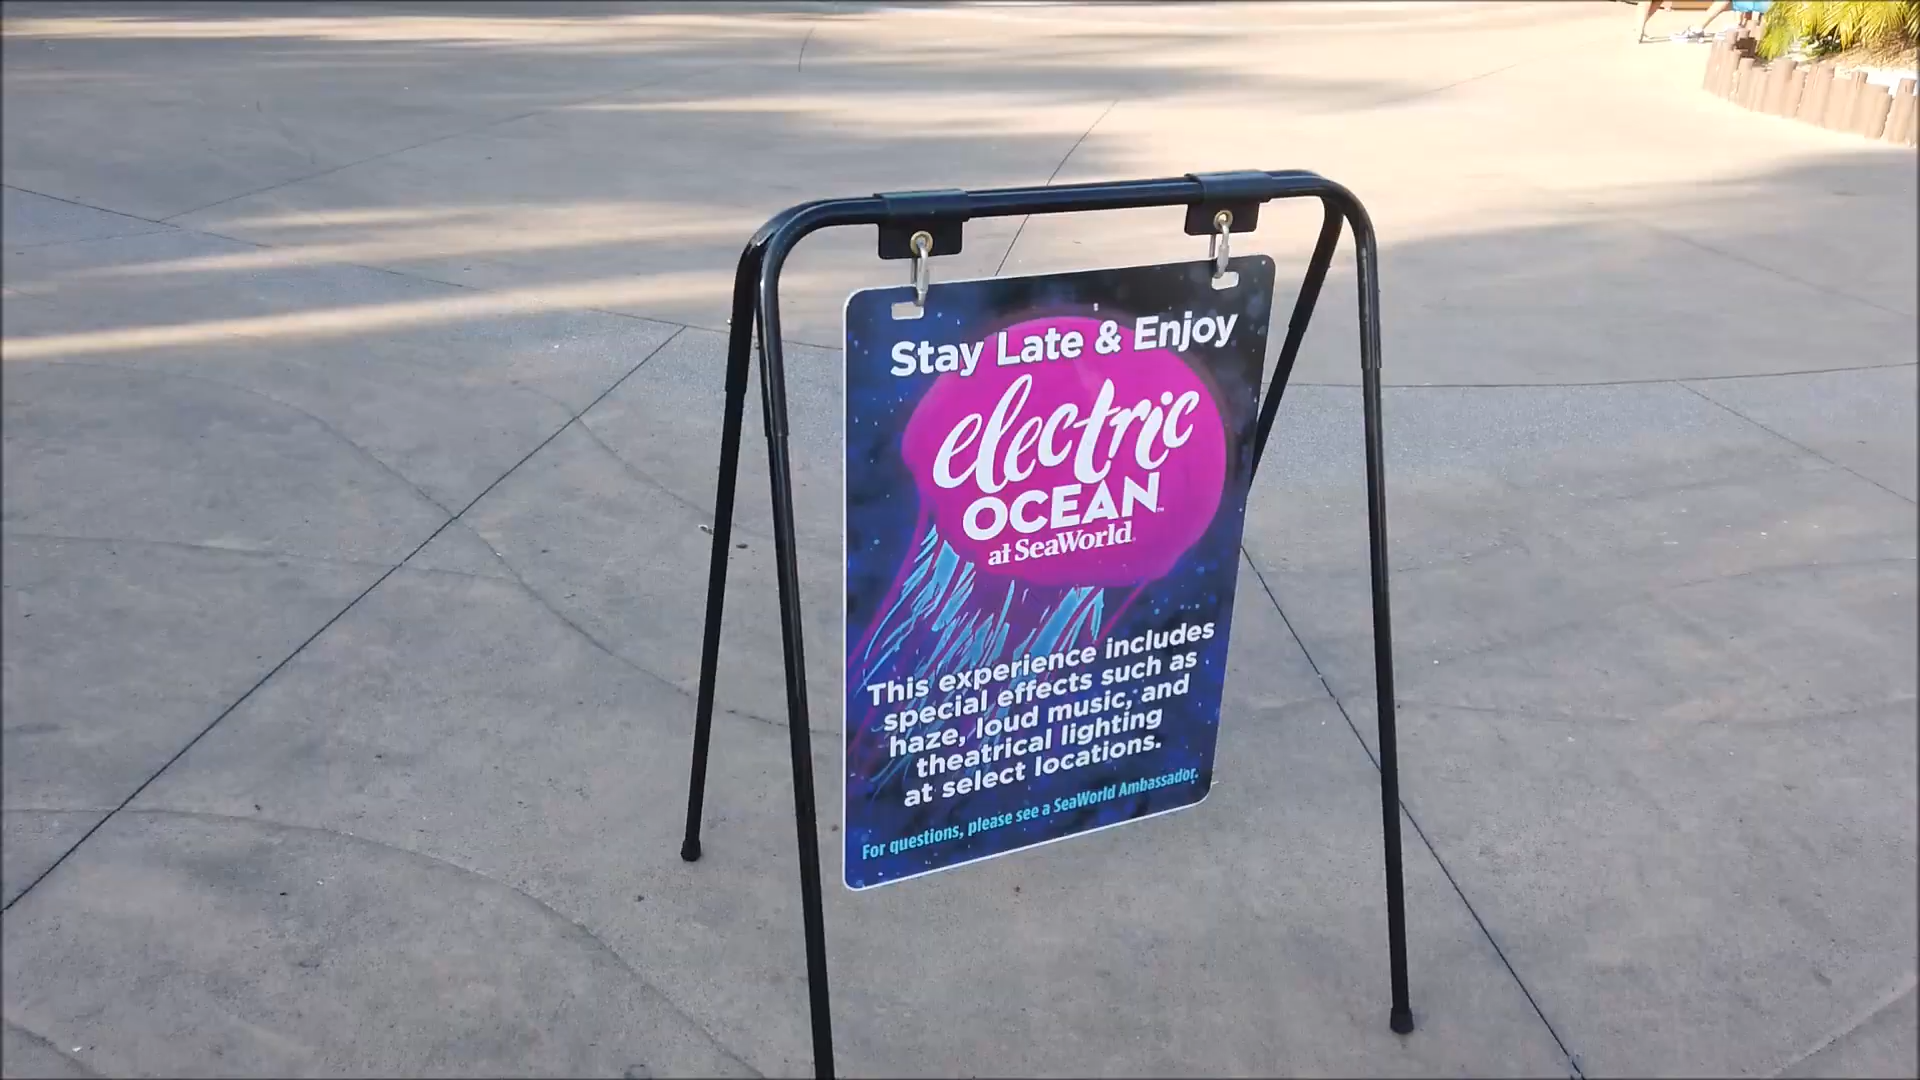 Stay Late & Enjoy
electric
OCEAN™
at SeaWorld®
This experience includes
special effects such as
haze, loud music, and
theatrical lighting
at select locations.
For questions, please see a SeaWorld Ambassador.